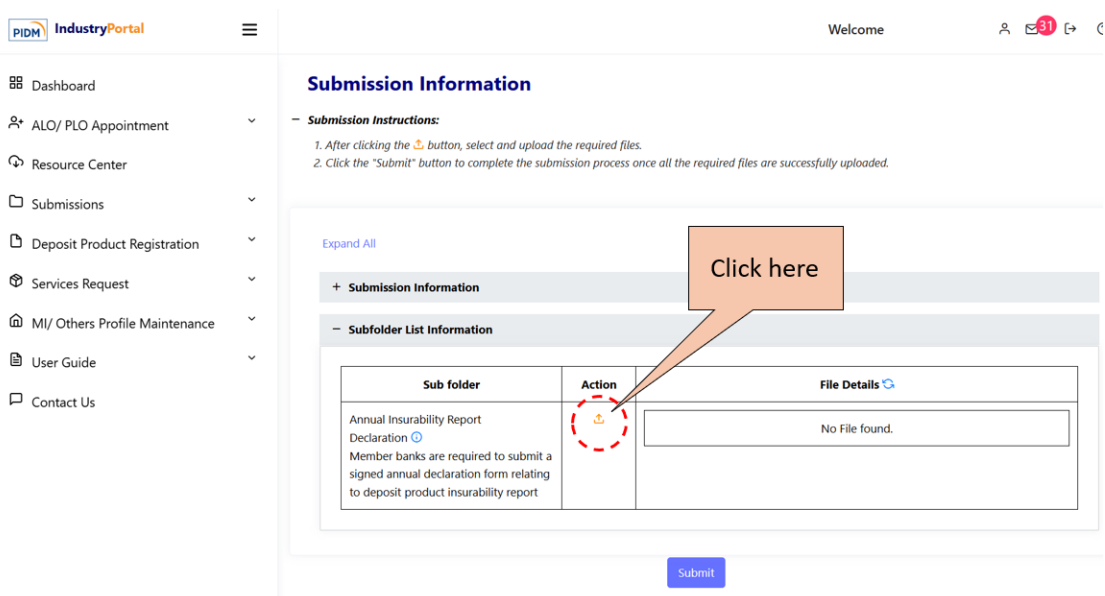 PIDM IndustryPortal
Welcome
31
Dashboard
ALO/ PLO Appointment
Resource Center
Submissions
Deposit Product Registration
Services Request
MI/ Others Profile Maintenance
User Guide
Contact Us
Submission Information
Submission Instructions:
1. After clicking the button, select and upload the required files.
2. Click the "Submit" button to complete the submission process once all the required files are successfully uploaded.
Expand All
Click here
+ Submission Information
− Subfolder List Information
Sub folder
Action
File Details
Annual Insurability Report
Declaration
Member banks are required to submit a
signed annual declaration form relating
to deposit product insurability report
No File found.
Submit